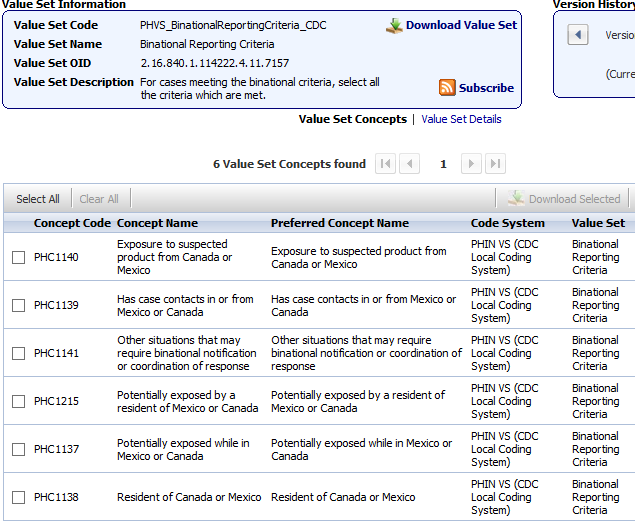 Value Set Information
Version History
Value Set Code PHVS_BinationalReportingCriteria_CDC Download Value Set
Value Set Name Binational Reporting Criteria
Value Set OID 2.16.840.1.114222.4.11.7157
Value Set Description For cases meeting the binational criteria, select all
the criteria which are met.
Subscribe
Versio
(Curre
Value Set Concepts | Value Set Details
6 Value Set Concepts found 1
Select All Clear All Download Selected
Concept Code Concept Name Preferred Concept Name Code System Value Set
PHC1140
Exposure to suspected
product from Canada or
Mexico
Exposure to suspected product from
Canada or Mexico
PHIN VS (CDC
Local Coding
System)
Binational
Reporting
Criteria
PHC1139
Has case contacts in or from
Mexico or Canada
Has case contacts in or from Mexico or
Canada
PHIN VS (CDC
Local Coding
System)
Binational
Reporting
Criteria
PHC1141
Other situations that may
require binational notification
or coordination of response
Other situations that may require
binational notification or coordination of
response
PHIN VS (CDC
Local Coding
System)
Binational
Reporting
Criteria
PHC1215
Potentially exposed by a
resident of Mexico or Canada
Potentially exposed by a resident of
Mexico or Canada
PHIN VS (CDC
Local Coding
System)
Binational
Reporting
Criteria
PHC1137
Potentially exposed while in
Mexico or Canada
Potentially exposed while in Mexico or
Canada
PHIN VS (CDC
Local Coding
System)
Binational
Reporting
Criteria
PHC1138
Resident of Canada or Mexico
Resident of Canada or Mexico
PHIN VS (CDC
Local Coding
System)
Binational
Reporting
Criteria